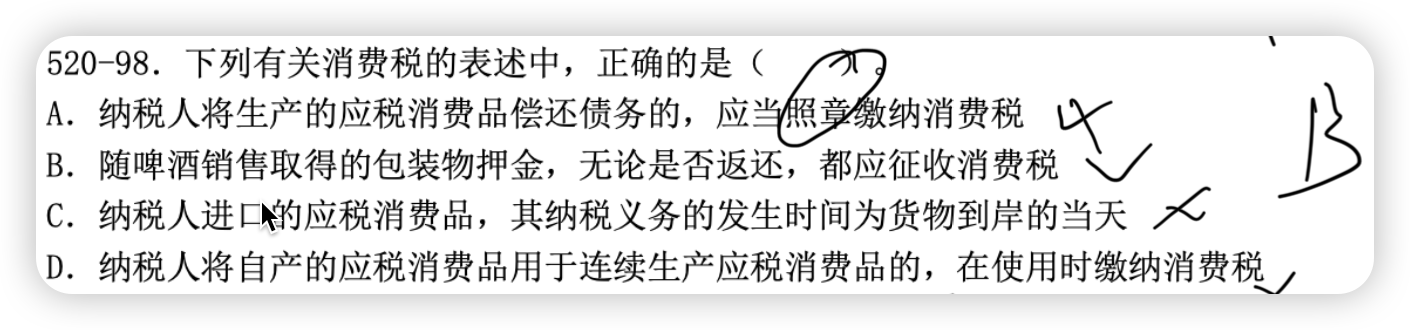 520-98. 下列有关消费税的表述中，正确的是（ ）。
A. 纳税人将生产的应税消费品偿还债务的，应当照章缴纳消费税
B. 随啤酒销售取得的包装物押金，无论是否返还，都应征收消费税
B
C. 纳税人进口的应税消费品，其纳税义务的发生时间为货物到岸的当天
D. 纳税人将自产的应税消费品用于连续生产应税消费品的，在使用时缴纳消费税